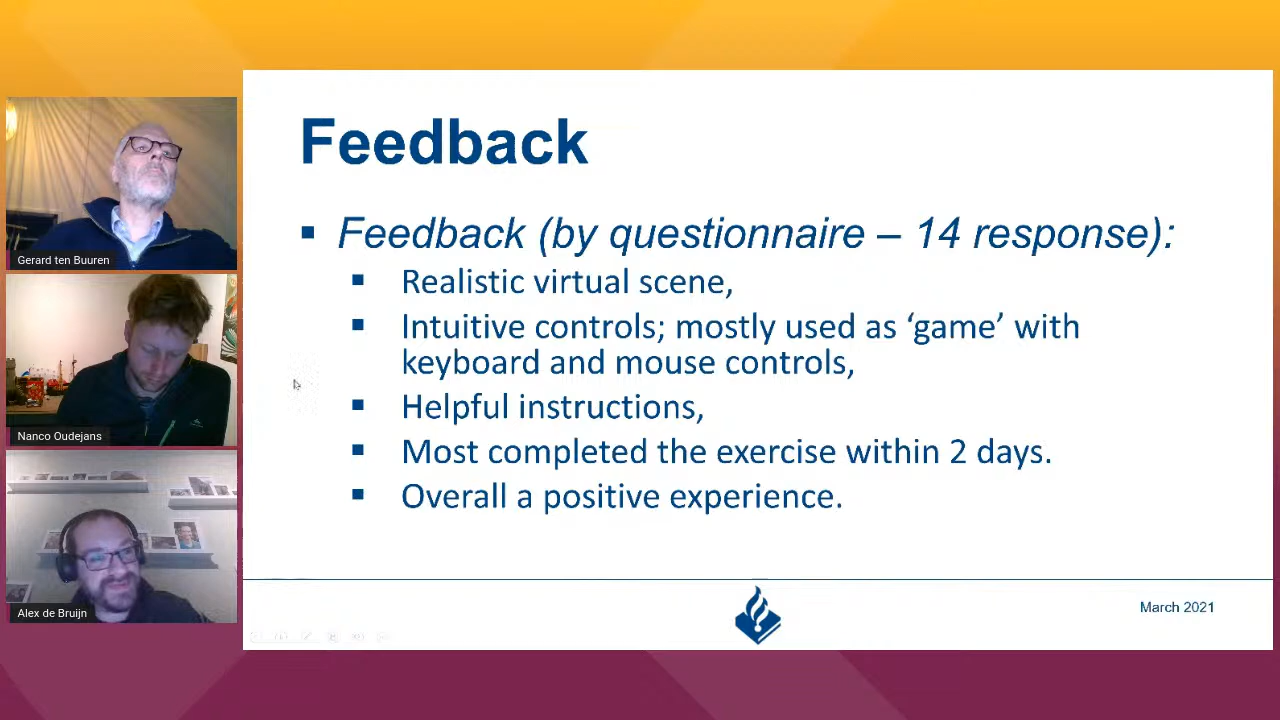 Feedback
Feedback (by questionnaire – 14 response):
Realistic virtual scene,
Intuitive controls; mostly used as ‘game’ with
keyboard and mouse controls,
Helpful instructions,
Most completed the exercise within 2 days.
Overall a positive experience.
March 2021
Gerard ten Buuren
Nanco Oudejans
Alex de Bruijn